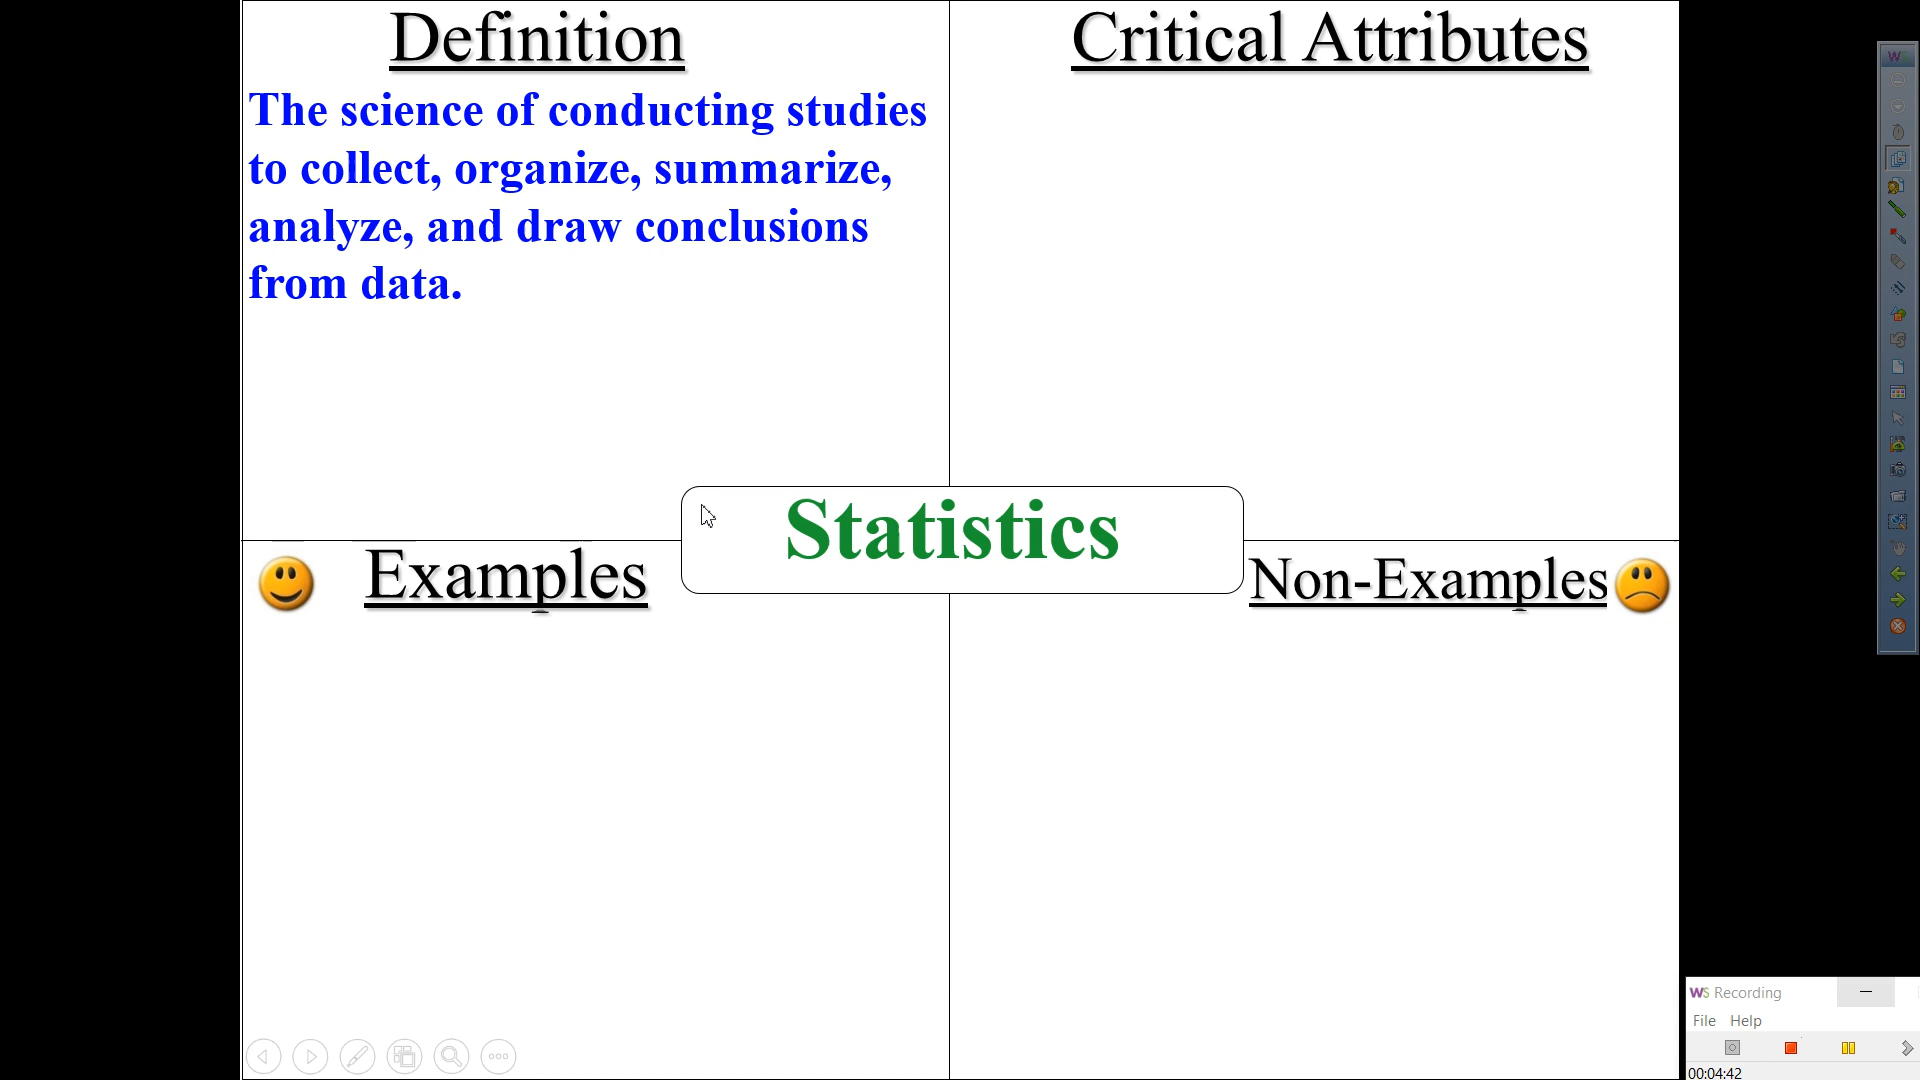 Definition
Critical Attributes
The science of conducting studies
to collect, organize, summarize,
analyze, and draw conclusions
from data.
Statistics
Examples
Non-Examples
WS
WS Recording
File Help
00:04:42